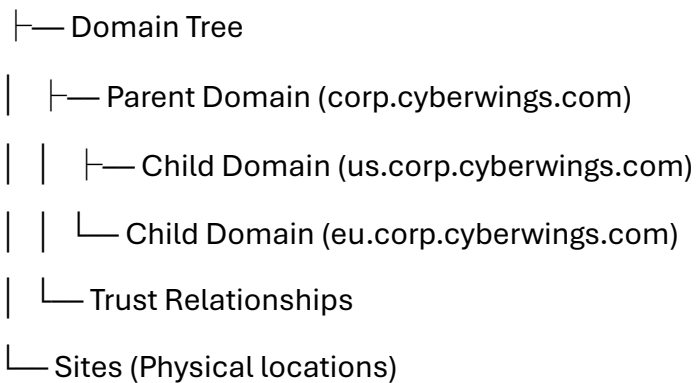 ├── Domain Tree
│ ├── Parent Domain (corp.cyberwings.com)
│ │ ├── Child Domain (us.corp.cyberwings.com)
│ │ └── Child Domain (eu.corp.cyberwings.com)
│ └── Trust Relationships
└── Sites (Physical locations)